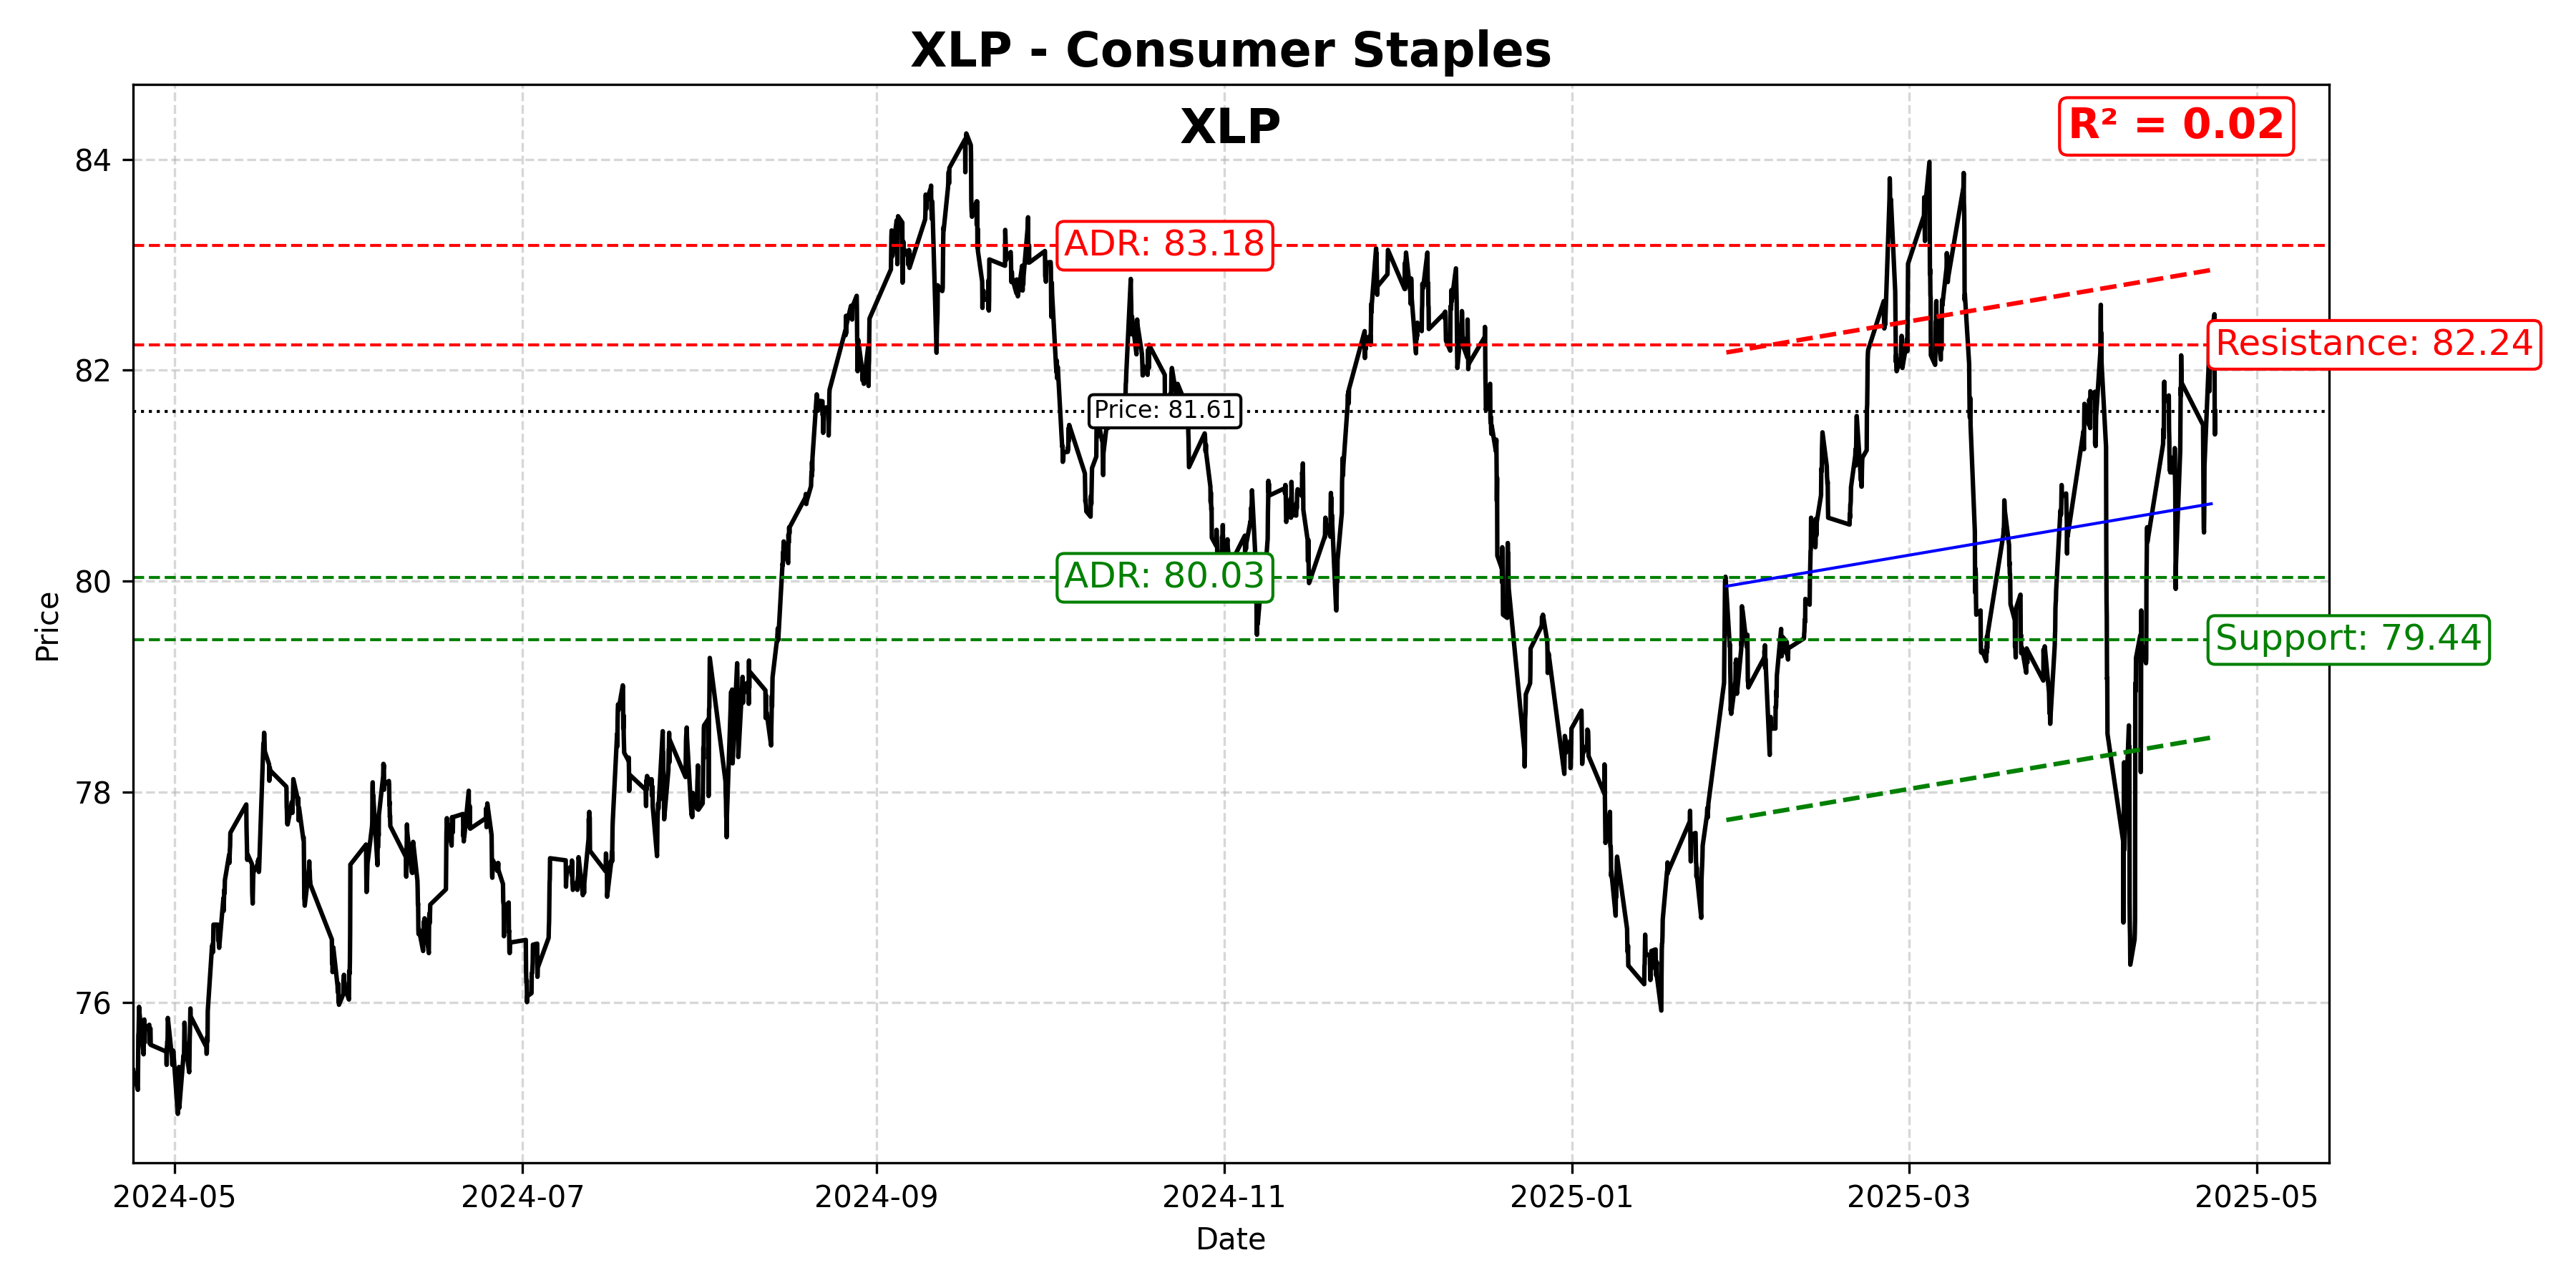 XLP - Consumer Staples
XLP
R² = 0.02
84
ADR: 83.18
Resistance: 82.24
82
Price: 81.61
80
ADR: 80.03
Support: 79.44
78
76
Price
2024-05
2024-07
2024-09
2024-11
2025-01
2025-03
2025-05
Date